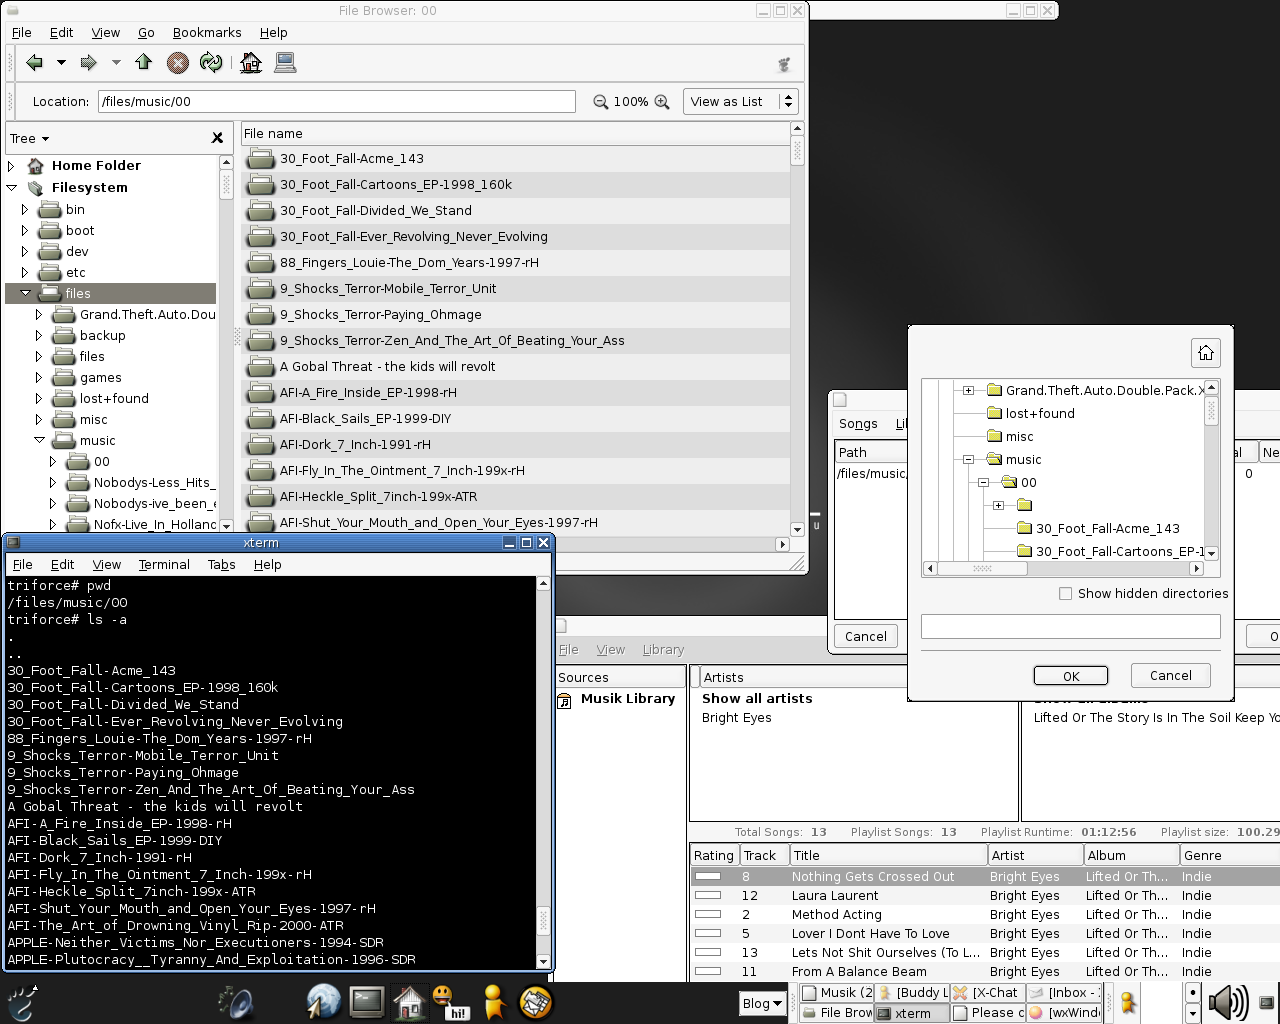 File Browser: 00
File Edit View Go Bookmarks Help
Location: /files/music/00 100% View as List
Tree
Home Folder
Filesystem
bin
boot
dev
etc
files
Grand.Theft.Auto.Dou
backup
files
games
lost+found
misc
music
00
Nobodys-Less_Hits_
Nobodys-ive_been_e
Nofx-Live_In_Holland
File name
30_Foot_Fall-Acme_143
30_Foot_Fall-Cartoons_EP-1998_160k
30_Foot_Fall-Divided_We_Stand
30_Foot_Fall-Ever_Revolving_Never_Evolving
88_Fingers_Louie-The_Dom_Years-1997-rH
9_Shocks_Terror-Mobile_Terror_Unit
9_Shocks_Terror-Paying_Ohmage
9_Shocks_Terror-Zen_And_The_Art_Of_Beating_Your_Ass
A Gobal Threat - the kids will revolt
AFI-A_Fire_Inside_EP-1998-rH
AFI-Black_Sails_EP-1999-DIY
AFI-Dork_7_Inch-1991-rH
AFI-Fly_In_The_Ointment_7_Inch-199x-rH
AFI-Heckle_Split_7inch-199x-ATR
AFI-Shut_Your_Mouth_and_Open_Your_Eyes-1997-rH
xterm
File Edit View Terminal Tabs Help
triforce# pwd
/files/music/00
triforce# ls -a
.
..
30_Foot_Fall-Acme_143
30_Foot_Fall-Cartoons_EP-1998_160k
30_Foot_Fall-Divided_We_Stand
30_Foot_Fall-Ever_Revolving_Never_Evolving
88_Fingers_Louie-The_Dom_Years-1997-rH
9_Shocks_Terror-Mobile_Terror_Unit
9_Shocks_Terror-Paying_Ohmage
9_Shocks_Terror-Zen_And_The_Art_Of_Beating_Your_Ass
A Gobal Threat - the kids will revolt
AFI-A_Fire_Inside_EP-1998-rH
AFI-Black_Sails_EP-1999-DIY
AFI-Dork_7_Inch-1991-rH
AFI-Fly_In_The_Ointment_7_Inch-199x-rH
AFI-Heckle_Split_7inch-199x-ATR
AFI-Shut_Your_Mouth_and_Open_Your_Eyes-1997-rH
AFI-The_Art_of_Drowning_Vinyl_Rip-2000-ATR
APPLE-Neither_Victims_Nor_Executioners-1994-SDR
APPLE-Plutocracy__Tyranny_And_Exploitation-1996-SDR
Songs Li
Path al Ne
/files/music, 0
Cancel O
u
Grand.Theft.Auto.Double.Pack.X
lost+found
misc
music
00
30_Foot_Fall-Acme_143
30_Foot_Fall-Cartoons_EP-1
Show hidden directories
OK Cancel
File View Library
Sources
Musik Library
Artists
Show all artists
Bright Eyes
Lifted Or The Story Is In The Soil Keep Yo
Total Songs: 13 Playlist Songs: 13 Playlist Runtime: 01:12:56 Playlist size: 100.29
Rating Track Title Artist Album Genre
8 Nothing Gets Crossed Out Bright Eyes Lifted Or Th... Indie
12 Laura Laurent Bright Eyes Lifted Or Th... Indie
2 Method Acting Bright Eyes Lifted Or Th... Indie
5 Lover I Dont Have To Love Bright Eyes Lifted Or Th... Indie
13 Lets Not Shit Ourselves (To L... Bright Eyes Lifted Or Th... Indie
11 From A Balance Beam Bright Eyes Lifted Or Th... Indie
hi!
Blog
Musik (2 [Buddy L [X-Chat [Inbox -
File Brow xterm Please c [wxWind